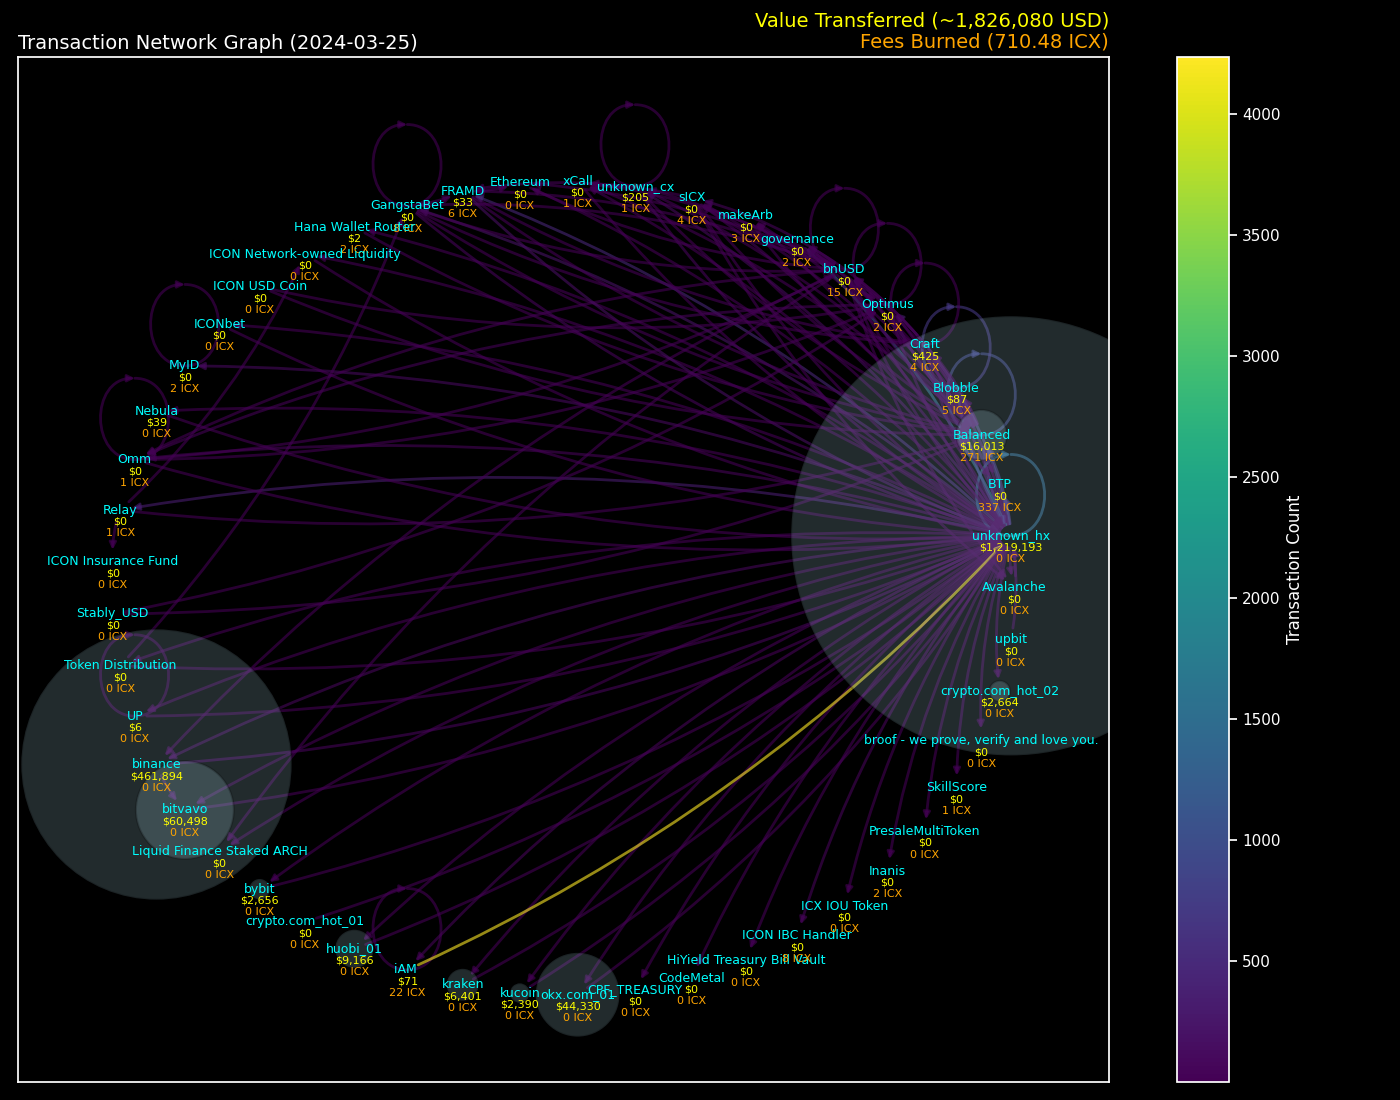 Value Transferred (~1,826,080 USD)
Transaction Network Graph (2024-03-25)
Fees Burned (710.48 ICX)
Ethereum
$0
0 ICX
xCall
$0
1 ICX
unknown_cx
$205
1 ICX
FRAMD
$33
6 ICX
sICX
$0
4 ICX
GangstaBet
$0
makeArb
$0
3 ICX
Hana Wallet Router
$2
2 ICX
governance
$0
2 ICX
ICON Network-owned Liquidity
$0
0 ICX
bnUSD
$0
15 ICX
ICON USD Coin
$0
0 ICX
Optimus
$0
2 ICX
ICONbet
$0
0 ICX
Craft
$425
4 ICX
MyID
$0
2 ICX
Blobble
$87
5 ICX
Nebula
$39
0 ICX
Balanced
$16,013
271 ICX
Omm
$0
1 ICX
BTP
$0
337 ICX
Relay
$0
1 ICX
unknown_hx
$1,219,193
0 ICX
ICON Insurance Fund
$0
0 ICX
Avalanche
$0
0 ICX
Stably_USD
$0
0 ICX
upbit
$0
0 ICX
Token Distribution
$0
0 ICX
crypto.com_hot_02
$2,664
0 ICX
UP
$6
0 ICX
broof - we prove, verify and love you.
$0
0 ICX
binance
$461,894
0 ICX
SkillScore
$0
1 ICX
bitvavo
$60,498
0 ICX
PresaleMultiToken
$0
0 ICX
Liquid Finance Staked ARCH
$0
0 ICX
Inanis
$0
2 ICX
bybit
$2,656
0 ICX
ICX IOU Token
$0
0 ICX
crypto.com_hot_01
$0
0 ICX
ICON IBC Handler
$0
huobi_01
$9,166
0 ICX
HiYield Treasury Bill Vault
$0
0 ICX
iAM
$71
22 ICX
CodeMetal
$0
0 ICX
kraken
$6,401
0 ICX
kucoin
$2,390
0 ICX
okx.com_01
$44,330
0 ICX
CPF_TREASURY
$0
0 ICX
4000
3500
3000
2500
2000
1500
1000
500
Transaction Count